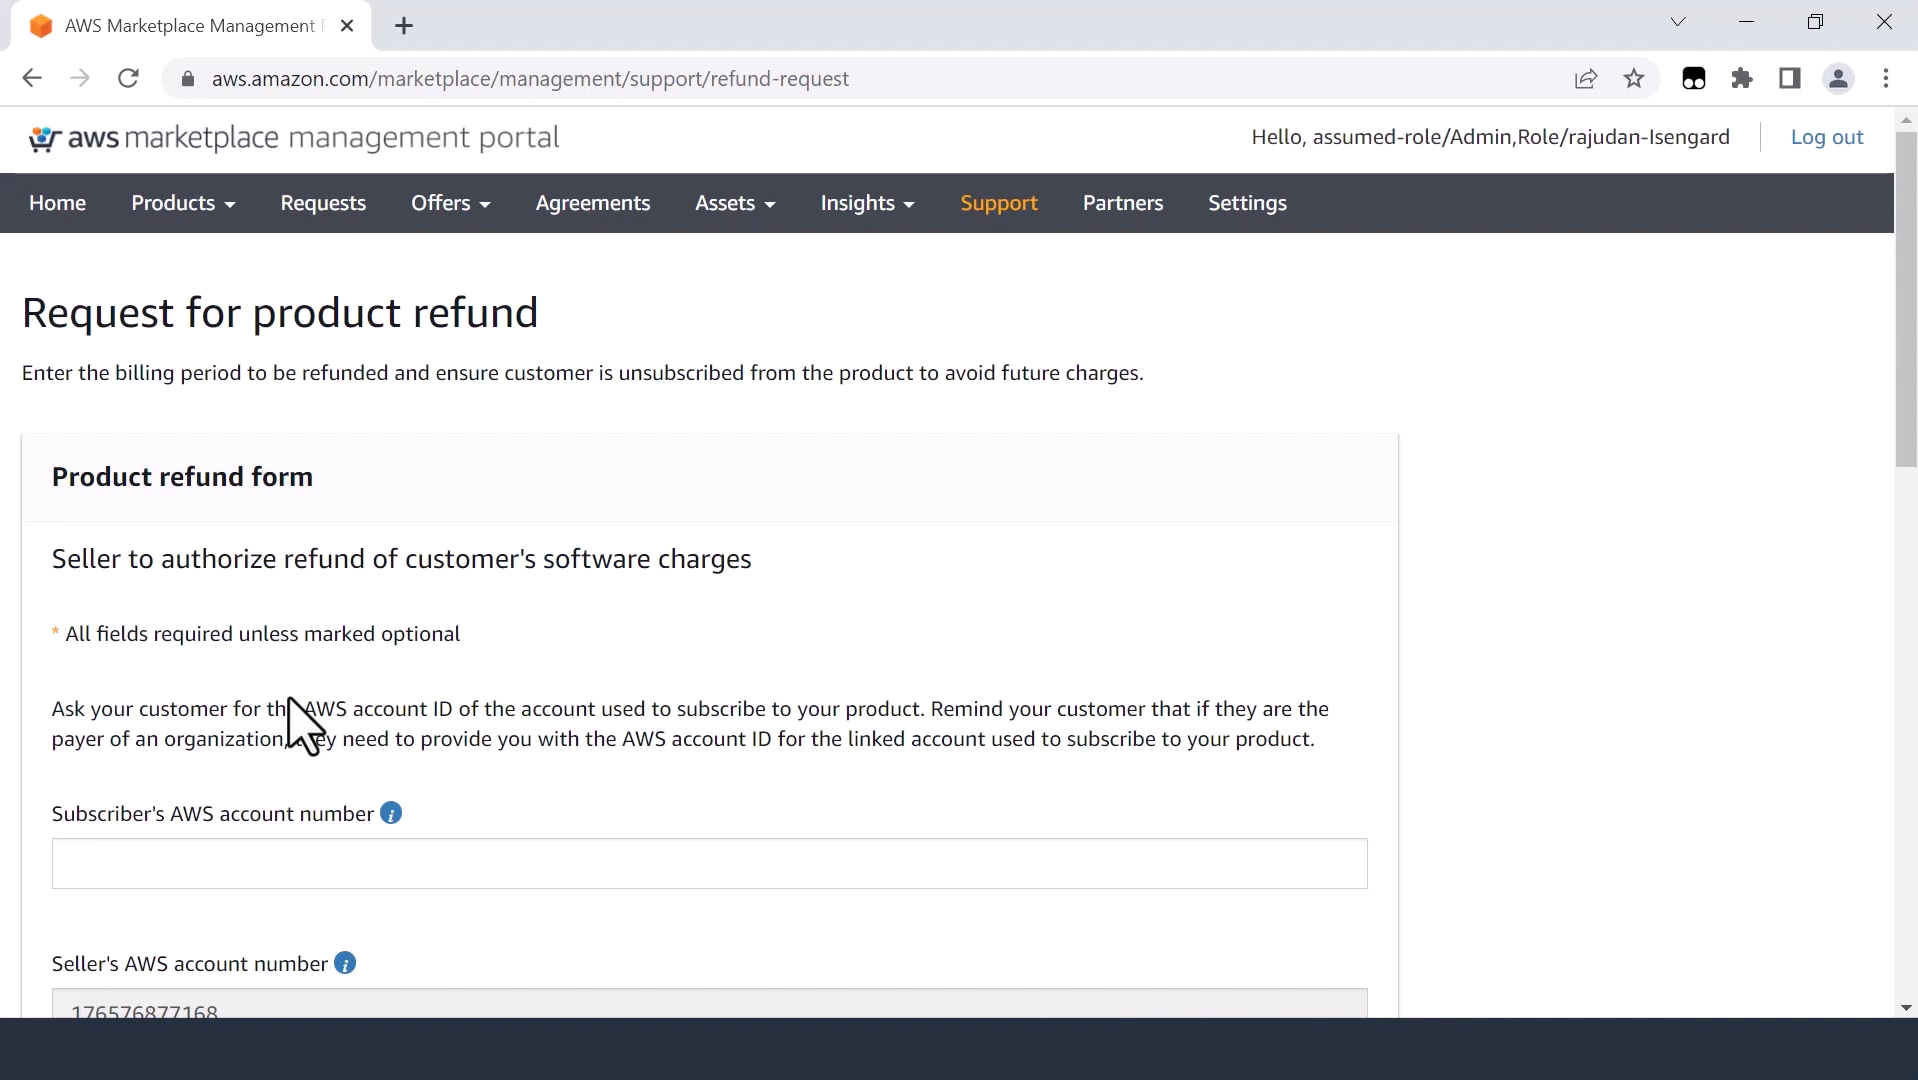 AWS Marketplace Management
aws.amazon.com/marketplace/management/support/refund-request
aws marketplace management portal
Hello, assumed-role/Admin,Role/rajudan-Isengard
Log out
Home Products Requests Offers Agreements Assets Insights Support Partners Settings
Request for product refund
Enter the billing period to be refunded and ensure customer is unsubscribed from the product to avoid future charges.
Product refund form
Seller to authorize refund of customer's software charges
* All fields required unless marked optional
Ask your customer for th AWS account ID of the account used to subscribe to your product. Remind your customer that if they are the
payer of an organization, ey need to provide you with the AWS account ID for the linked account used to subscribe to your product.
Subscriber's AWS account number
Seller's AWS account number
176576877168